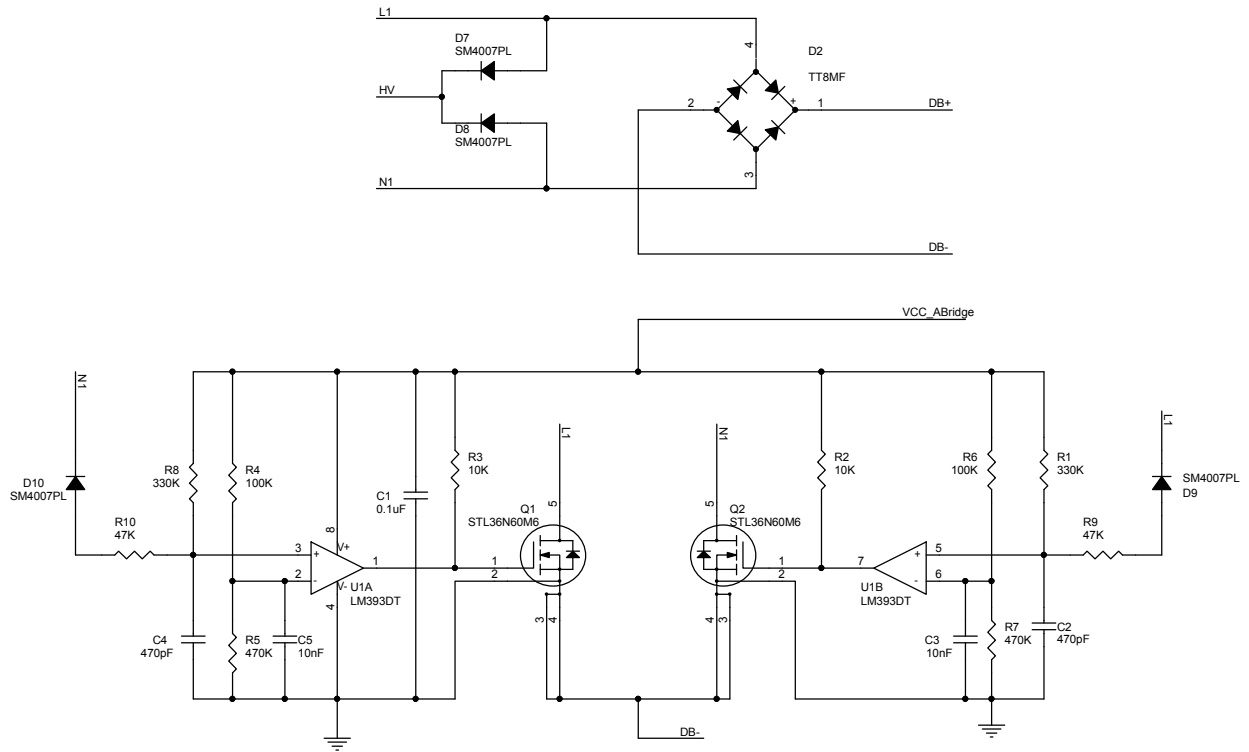 L1
D7
SM4007PL
HV
D8
SM4007PL
N1
4
D2
TT8MF
2
-
+
1
DB+
3
DB-
VCC_ABridge
N1
D10
SM4007PL
R10
47K
R8
330K
R4
100K
C4
470pF
R5
470K
C5
10nF
3
+
2
-
8
V+
V-
4
1
U1A
LM393DT
C1
0.1uF
R3
10K
L1
5
Q1
STL36N60M6
1
2
3
4
N1
5
Q2
STL36N60M6
1
2
4
3
DB-
R2
10K
7
U1B
LM393DT
+
5
-
6
R6
100K
R1
330K
C3
10nF
R7
470K
C2
470pF
R9
47K
L1
SM4007PL
D9